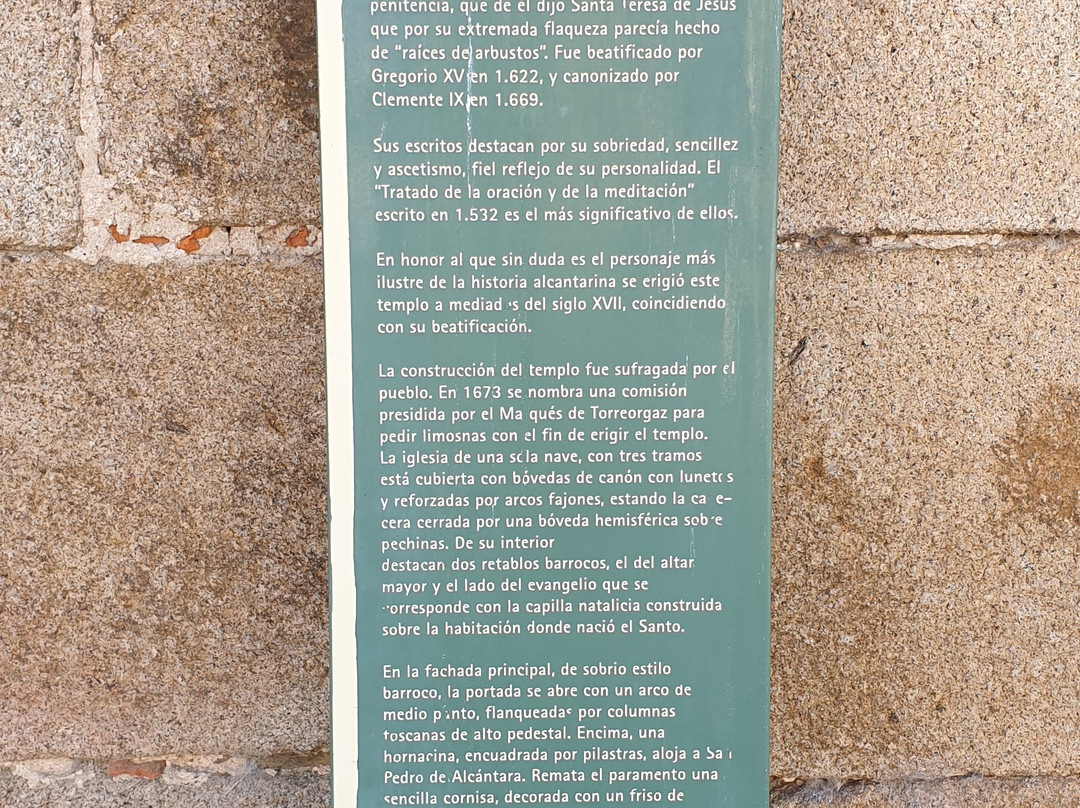 penitencia, que de él dijo Santa Teresa de Jesús
que por su extremada flaqueza parecía hecho
de "raíces de arbustos". Fue beatificado por
Gregorio XV en 1.622, y canonizado por
Clemente IX en 1.669.
Sus escritos destacan por su sobriedad, sencillez
y ascetismo, fiel reflejo de su personalidad. El
"Tratado de la oración y de la meditación"
escrito en 1.532 es el más significativo de ellos.
En honor al que sin duda es el personaje más
ilustre de la historia alcantarina se erigió este
templo a mediados del siglo XVII, coincidiendo
con su beatificación.
La construcción del templo fue sufragada por el
pueblo. En 1673 se nombra una comisión
presidida por el Marqués de Torreorgaz para
pedir limosnas con el fin de erigir el templo.
La iglesia de una sola nave, con tres tramos
está cubierta con bóvedas de canón con lunetos
y reforzadas por arcos fajones, estando la cabe-
cera cerrada por una bóveda hemisférica sobre
pechinas. De su interior
destacan dos retablos barrocos, el del altar
mayor y el lado del evangelio que se
corresponde con la capilla natalicia construida
sobre la habitación donde nació el Santo.
En la fachada principal, de sobrio estilo
barroco, la portada se abre con un arco de
medio punto, flanqueadas por columnas
toscanas de alto pedestal. Encima, una
hornacina, encuadrada por pilastras, aloja a San
Pedro de Alcántara. Remata el paramento una
sencilla cornisa, decorada con un friso de